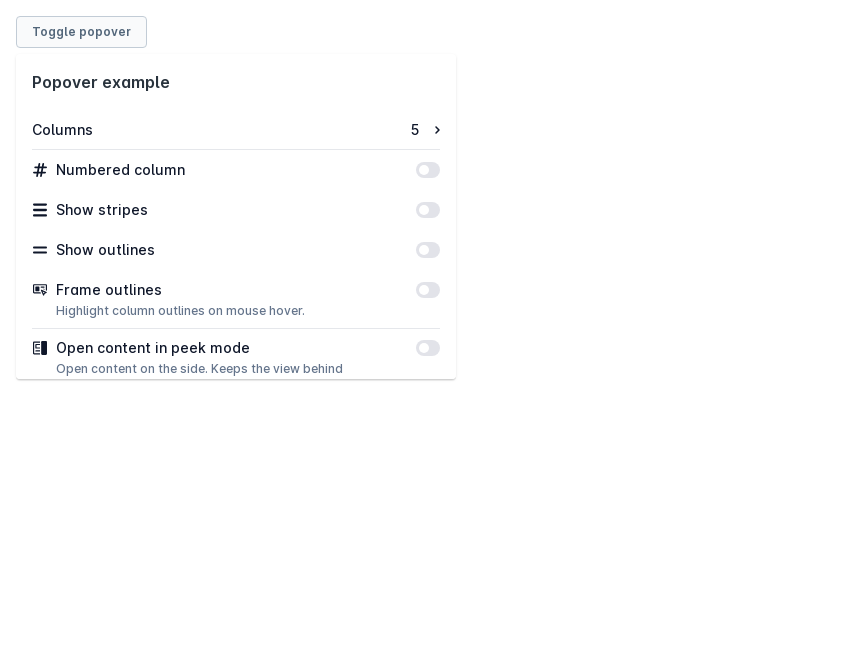 Toggle popover
Popover example
Columns 5
Numbered column
Show stripes
Show outlines
Frame outlines
Highlight column outlines on mouse hover.
Open content in peek mode
Open content on the side. Keeps the view behind